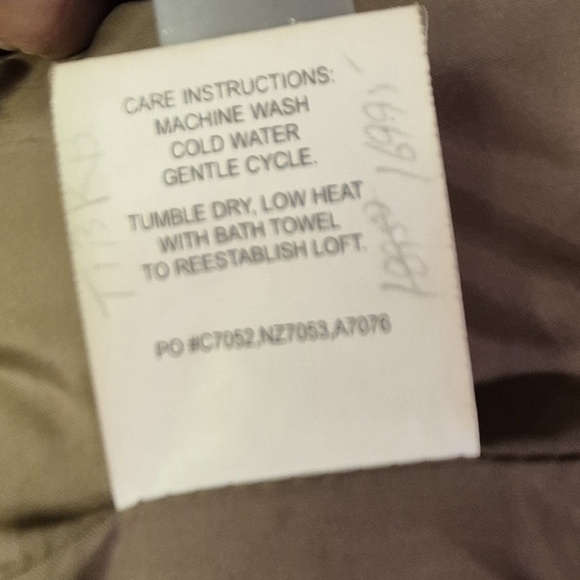 CARE INSTRUCTIONS:
MACHINE WASH
COLD WATER
GENTLE CYCLE.
TUMBLE DRY, LOW HEAT
WITH BATH TOWEL
TO REESTABLISH LOFT.
PO #C7052,NZ7053,A7076